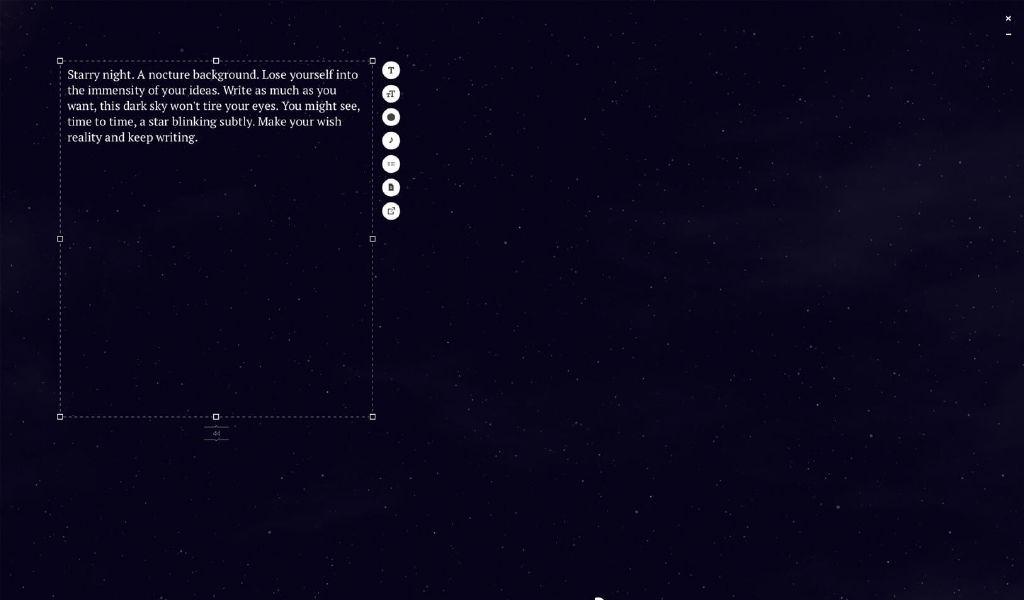 Starry night. A nocture background. Lose yourself into
the immensity of your ideas. Write as much as you
want, this dark sky won't tire your eyes. You might see,
time to time, a star blinking subtly. Make your wish
reality and keep writing.
T
TT
44